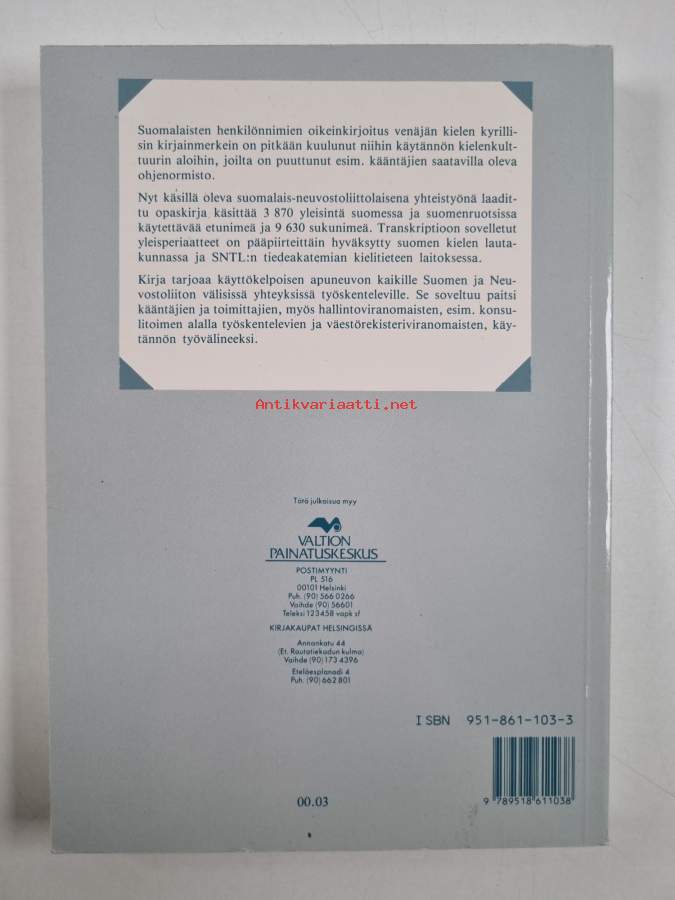 Suomalaisten henkilönnimien oikeinkirjoitus venäjän kielen kyrilli-
sin kirjainmerkein on pitkään kuulunut niihin käytännön kielenkult-
tuurin aloihin, joilta on puuttunut esim. kääntäjien saatavilla oleva
ohjenormisto.
Nyt käsillä oleva suomalais-neuvostoliittolaisena yhteistyönä laadit-
tu opaskirja käsittää 3 870 yleisintä suomessa ja suomenruotsissa
käytettävää etunimeä ja 9 630 sukunimeä. Transkriptioon sovelletut
yleisperiaatteet on pääpiirteittäin hyväksytty suomen kielen lauta-
kunnassa ja SNTL:n tiedeakatemian kielitieteen laitoksessa.
Kirja tarjoaa käyttökelpoisen apuneuvon kaikille Suomen ja Neu-
vostoliiton välisissä yhteyksissä työskenteleville. Se soveltuu paitsi
kääntäjien ja toimittajien, myös hallintoviranomaisten, esim. konsu-
litoimen alalla työskentelevien ja väestörekisteriviranomaisten, käy-
tännön työvälineeksi.
Antikvariaatti.net
Tätä julkaisua myy
VALTION
PAINATUSKESKUS
POSTIMYYNTI
PL 516
00101 Helsinki
Puh. (90) 566 0266
Vaihde (90) 56601
Teleksi 123458 vapk sf
KIRJAKAUPAT HELSINGISSÄ
Annankatu 44
(Et. Rautatiekadun kulma)
Vaihde (90) 173 4396
Eteläesplanadi 4
Puh. (90) 662 801
ISBN 951-861-103-3
9 789518 611038
00.03